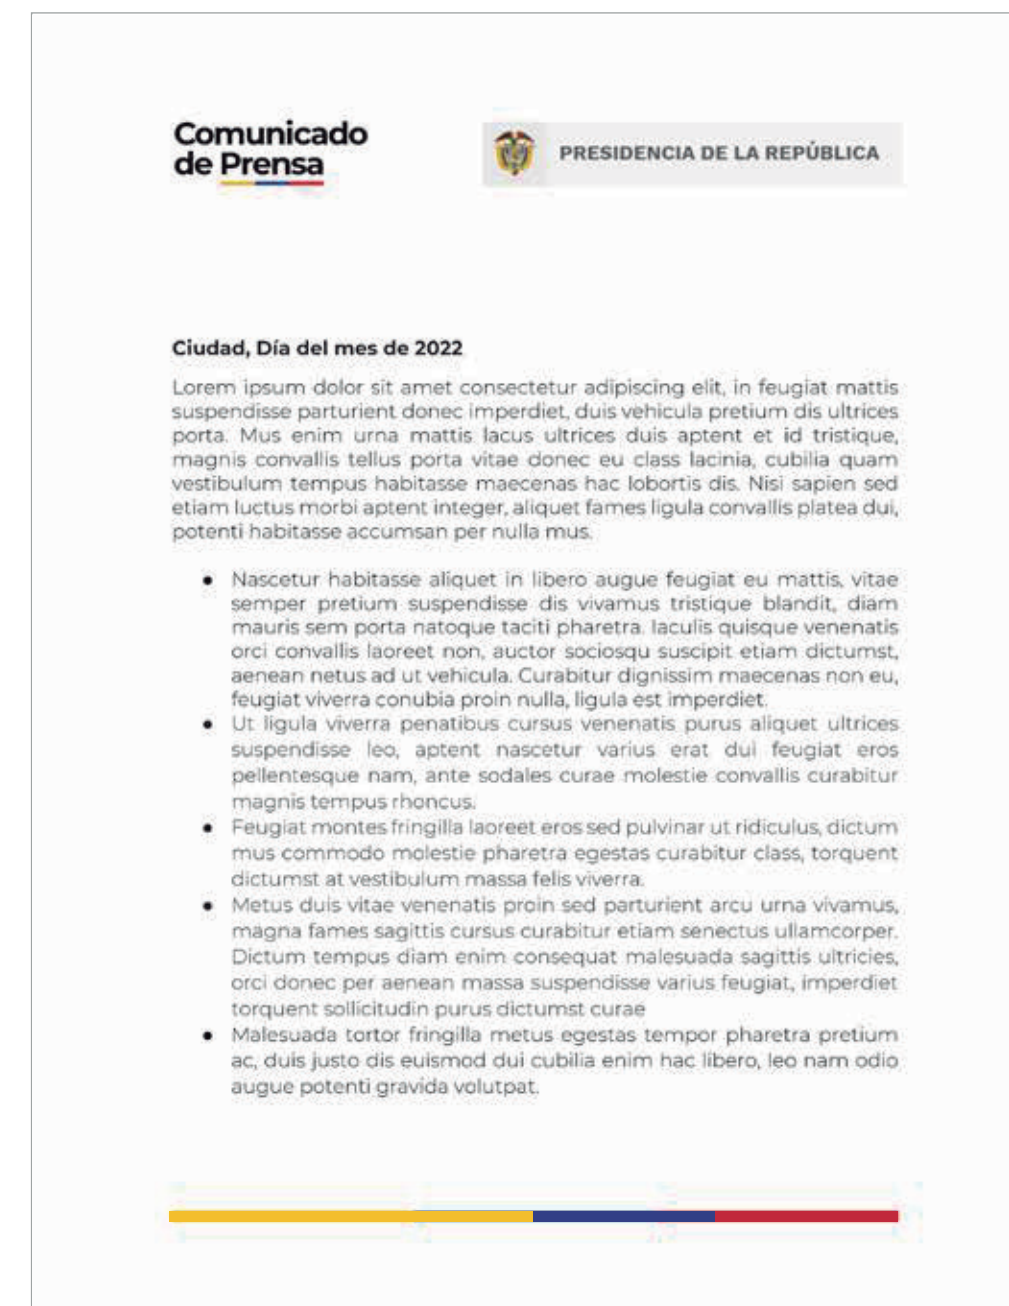 Comunicado
de Prensa
PRESIDENCIA DE LA REPÚBLICA
Ciudad, Día del mes de 2022
Lorem ipsum dolor sit amet consectetur adipiscing elit, in feugiat mattis
suspendisse parturient donec imperdiet, duis vehicula pretium dis ultrices
porta. Mus enim urna mattis lacus ultrices duis aptent et id tristique,
magnis convallis tellus porta vitae donec eu class lacinia, cubilia quam
vestibulum tempus habitasse maecenas hac lobortis dis. Nisi sapien sed
etiam luctus morbi aptent integer, aliquet fames ligula convallis platea dui,
potenti habitasse accumsan per nulla mus.
● Nascetur habitasse aliquet in libero augue feugiat eu mattis, vitae
semper pretium suspendisse dis vivamus tristique blandit, diam
mauris sem porta natoque taciti pharetra. Iaculis quisque venenatis
orci convallis laoreet non, auctor sociosqu suscipit etiam dictumst,
aenean netus ad ut vehicula. Curabitur dignissim maecenas non eu,
feugiat viverra conubia proin nulla, ligula est imperdiet.
● Ut ligula viverra penatibus cursus venenatis purus aliquet ultrices
suspendisse leo, aptent nascetur varius erat dui feugiat eros
pellentesque nam, ante sodales curae molestie convallis curabitur
magnis tempus rhoncus.
● Feugiat montes fringilla laoreet eros sed pulvinar ut ridiculus, dictum
mus commodo molestie pharetra egestas curabitur class, torquent
dictumst at vestibulum massa felis viverra.
● Metus duis vitae venenatis proin sed parturient arcu urna vivamus,
magna fames sagittis cursus curabitur etiam senectus ullamcorper.
Dictum tempus diam enim consequat malesuada sagittis ultricies,
orci donec per aenean massa suspendisse varius feugiat, imperdiet
torquent sollicitudin purus dictumst curae
● Malesuada tortor fringilla metus egestas tempor pharetra pretium
ac, duis justo dis euismod dui cubilia enim hac libero, leo nam odio
augue potenti gravida volutpat.